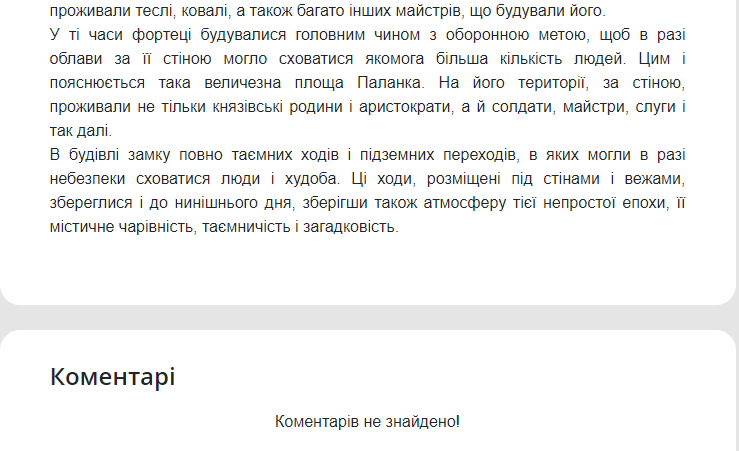 проживали теслі, ковалі, а також багато інших майстрів, що будували його.
У ті часи фортеці будувалися головним чином з оборонною метою, щоб в разі
облави за її стіною могло сховатися якомога більша кількість людей. Цим і
пояснюється така величезна площа Паланка. На його території, за стіною,
проживали не тільки князівські родини і аристократи, а й солдати, майстри, слуги і
так далі.
В будівлі замку повно таємних ходів і підземних переходів, в яких могли в разі
небезпеки сховатися люди і худоба. Ці ходи, розміщені під стінами і вежами,
збереглися і до нинішнього дня, зберігши також атмосферу тієї непростої епохи, її
містичне чарівність, таємничість і загадковість.
Коментарі
Коментарів не знайдено!